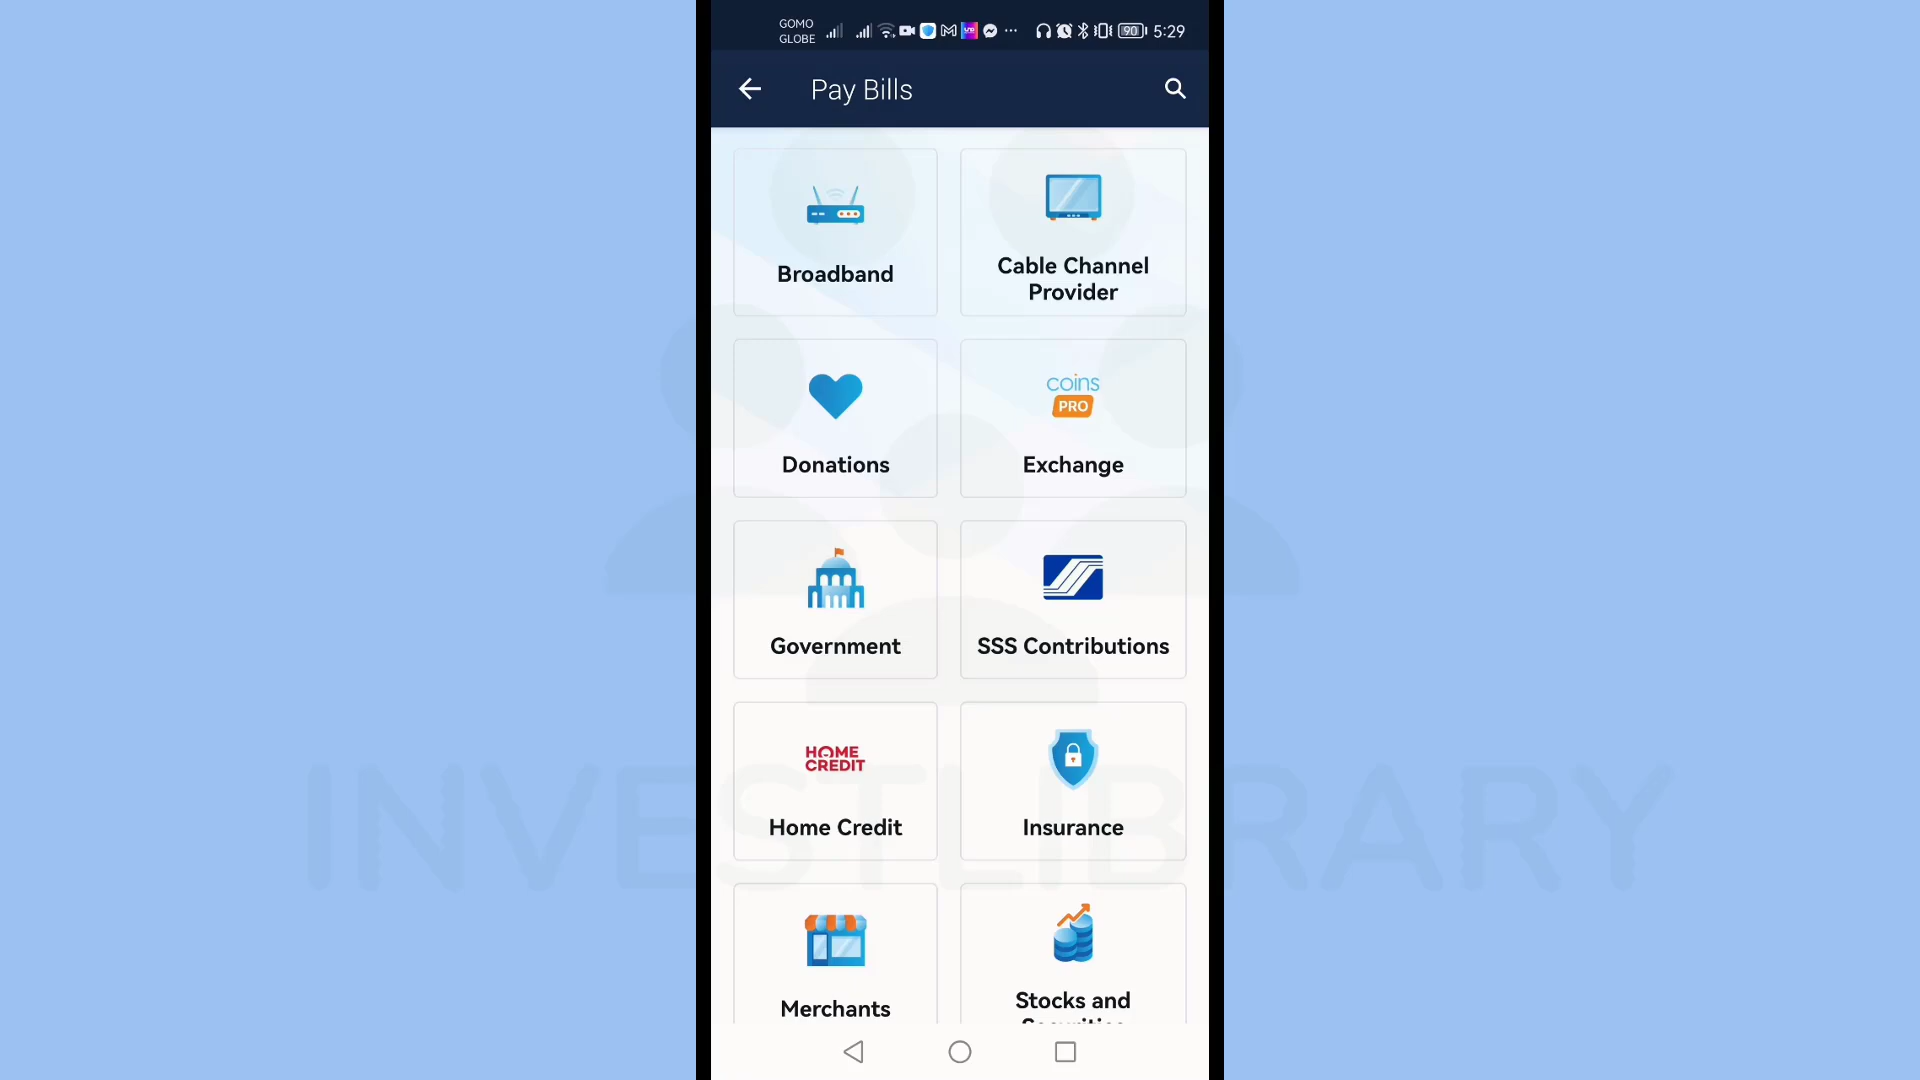 GOMO
GLOBE
90
5:29
Pay Bills
Broadband
Cable Channel
Provider
Donations
coins
PRO
Exchange
Government
SSS Contributions
HOME
CREDIT
Home Credit
Insurance
Merchants
Stocks and
Securities
INVESTLIBRARY